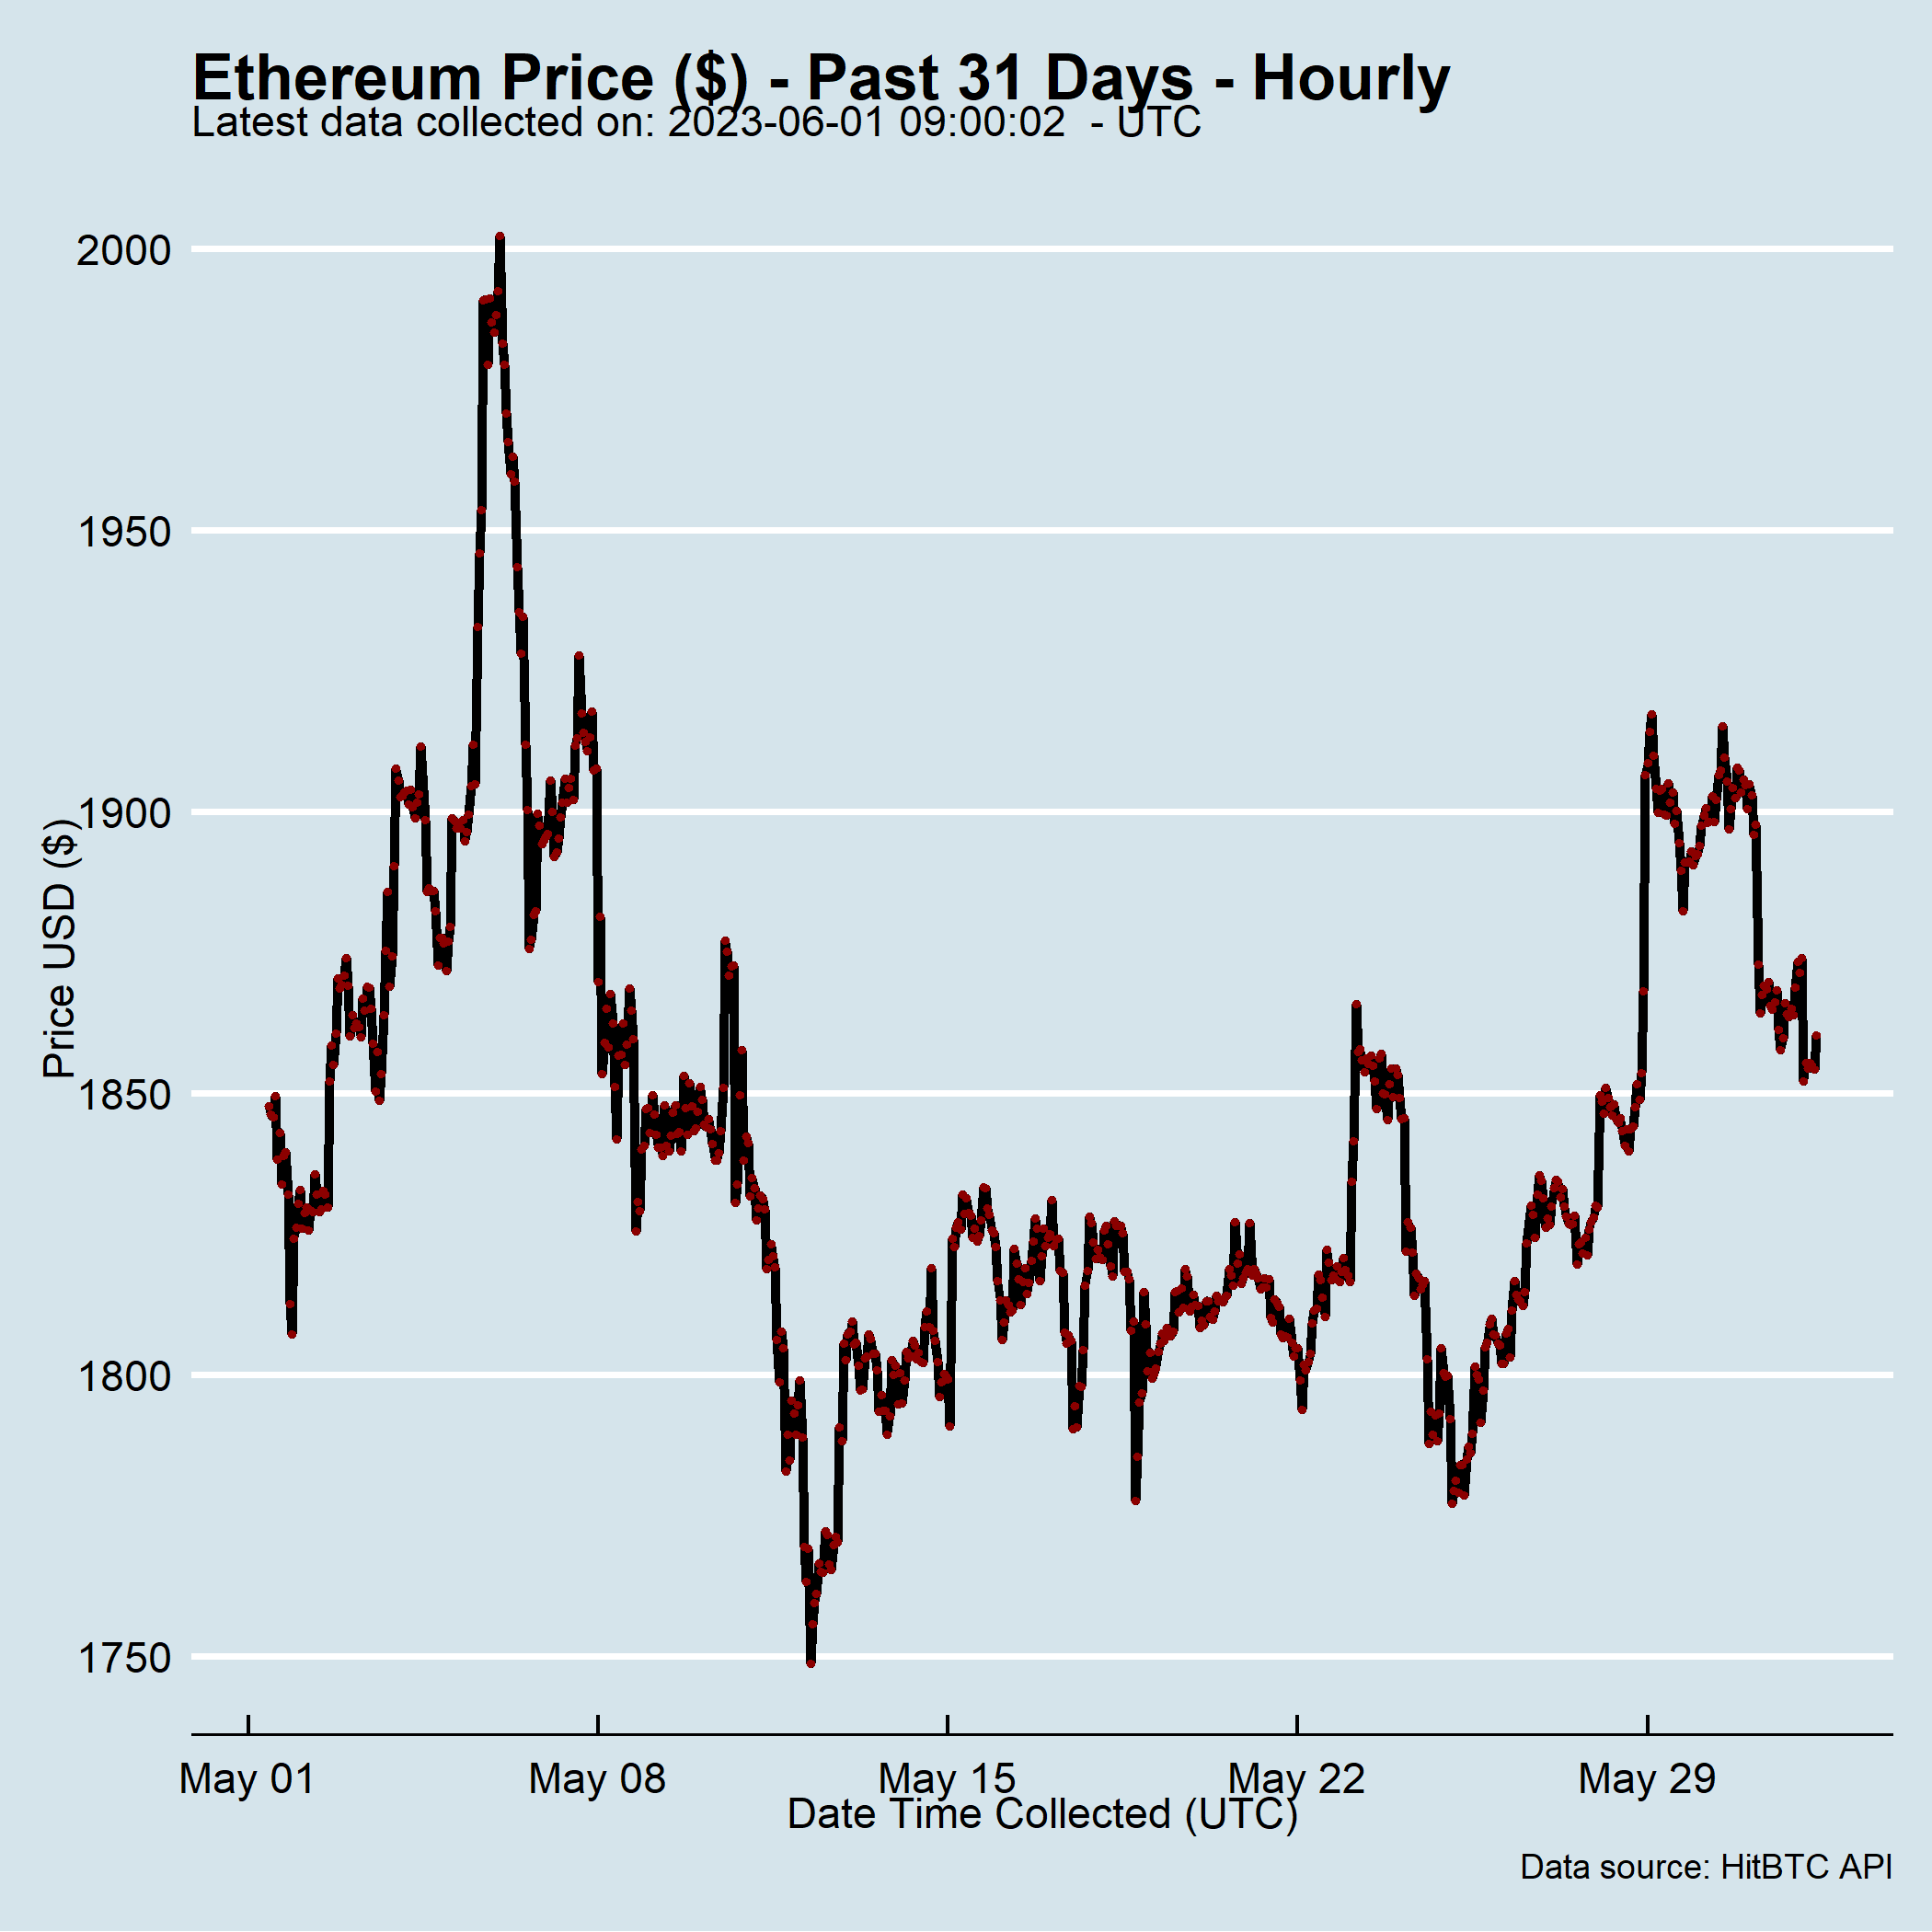 Ethereum Price ($) - Past 31 Days - Hourly
Latest data collected on: 2023-06-01 09:00:02  - UTC
Price USD ($)
2000
1950
1900
1850
1800
1750
May 01 May 08 May 15 May 22 May 29
Date Time Collected (UTC)
Data source: HitBTC API